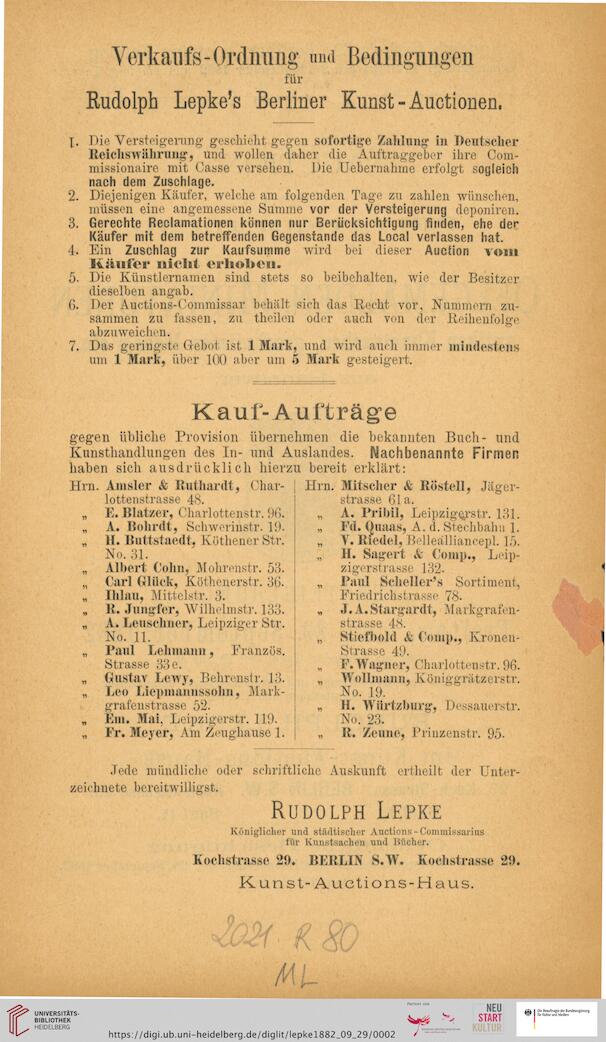 Verkaufs-Ordnung und Bedingungen
für
Rudolph Lepke's Berliner Kunst-Auctionen.
1. Die Versteigerung geschieht gegen sofortige Zahlung in Deutscher
Reichswährung, und wollen daher die Auftraggeber ihre Com-
missionaire mit Casse versehen. Die Uebernahme erfolgt sogleich
nach dem Zuschlage.
2. Diejenigen Käufer, welche am folgenden Tage zu zahlen wünschen,
müssen eine angemessene Summe vor der Versteigerung deponiren.
3. Gerechte Reclamationen können nur Berücksichtigung finden, ehe der
Käufer mit dem betreffenden Gegenstande das Local verlassen hat.
4. Ein Zuschlag zur Kaufsumme wird bei dieser Auction vom
Käufer nicht erhoben.
5. Die Künstlernamen sind stets so beibehalten, wie der Besitzer
dieselben angab.
6. Der Auctions-Commissar behält sich das Recht vor, Nummern zu-
sammen zu fassen, zu theilen oder auch von der Reihenfolge
abzuweichen.
7. Das geringste Gebot ist 1 Mark, und wird auch immer mindestens
um 1 Mark, über 100 aber um 5 Mark gesteigert.
Kauf-Aufträge
gegen übliche Provision übernehmen die bekannten Buch- und
Kunsthandlungen des In- und Auslandes. Nachbenannte Firmen
haben sich ausdrücklich hierzu bereit erklärt:
Hrn. Amsler & Ruthardt, Char-
lottenstrasse 48.
„ E. Blatzer, Charlottenstr. 96.
„ A. Bohrdt, Schwerinstr. 19.
„ H. Buttstaedt, Köthener Str.
No. 31.
„ Albert Cohn, Mohrenstr. 53.
„ Carl Glück, Köthenerstr. 36.
„ Ihlau, Mittelstr. 3.
„ R. Jungfer, Wilhelmstr. 133.
„ A. Leuschner, Leipziger Str.
No. 11.
„ Paul Lehmann, Französ.
Strasse 33e.
„ Gustav Lewy, Behrenstr. 13.
„ Leo Liepmannssohn, Mark-
grafenstrasse 52.
„ Em. Mai, Leipzigerstr. 119.
„ Fr. Meyer, Am Zeughause 1.
Hrn. Mitscher & Röstell, Jäger-
strasse 61a.
„ A. Pribil, Leipzigerstr. 131.
„ Fd. Quaas, A. d. Stechbahn 1.
„ V. Riedel, Belleálliancepl. 15.
„ H. Sagert & Comp., Leip-
zigerstrasse 132.
„ Paul Scheller's Sortiment,
Friedrichstrasse 78.
„ J. A. Stargardt, Markgrafen-
strasse 48.
„ Stiefbold & Comp., Kronen-
Strasse 49.
„ F. Wagner, Charlottenstr. 96.
„ Wollmann, Königgrätzerstr.
No. 19.
„ H. Würtzburg, Dessauerstr.
No. 23.
„ R. Zeune, Prinzenstr. 95.
Jede mündliche oder schriftliche Auskunft ertheilt der Unter-
zeichnete bereitwilligst.
RUDOLPH LEPKE
Königlicher und städtischer Auctions-Commissarius
für Kunstsachen und Bücher.
Kochstrasse 29. BERLIN S.W. Kochstrasse 29.
Kunst-Auctions-Haus.
2021 R 80
ML
UNIVERSITÄTS-
BIBLIOTHEK
HEIDELBERG
https://digi.ub.uni-heidelberg.de/diglit/lepke1882_09_29/0002
NEU
START
KULTUR
Die Beauftragte der Bundesregierung
für Kultur und Medien